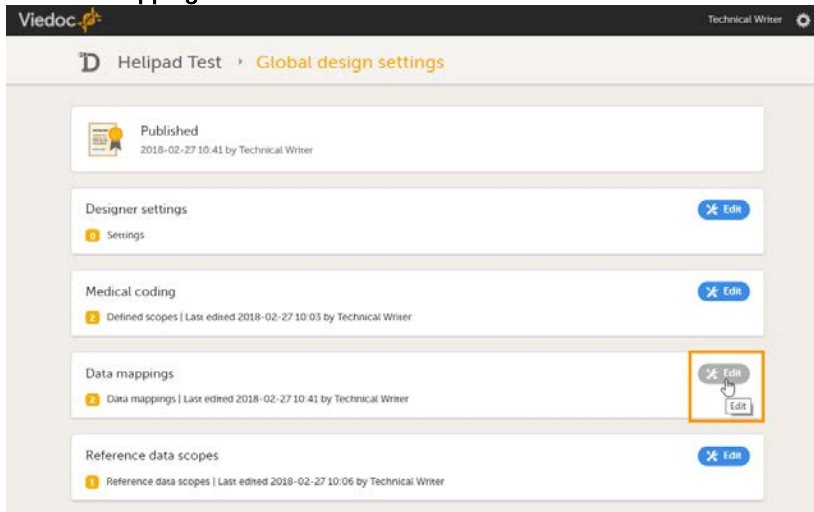 Viedoc
Technical Writer
Helipad Test › Global design settings
Published
2018-02-27 10:41 by Technical Writer
Designer settings
Edit
0 Settings
Medical coding
Edit
2 Defined scopes | Last edited 2018-02-27 10:03 by Technical Writer
Data mappings
Edit
2 Data mappings | Last edited 2018-02-27 10:41 by Technical Writer
Edit
Reference data scopes
Edit
1 Reference data scopes | Last edited 2018-02-27 10:06 by Technical Writer